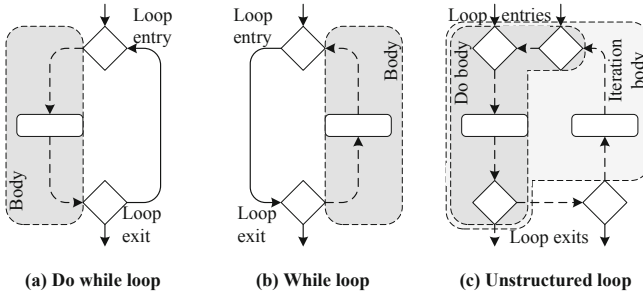 Loop
entry
Body
Loop
exit
(a) Do while loop
Loop
entry
Body
Loop
exit
(b) While loop
Loop entries
Do body
Iteration
body
Loop exits
(c) Unstructured loop